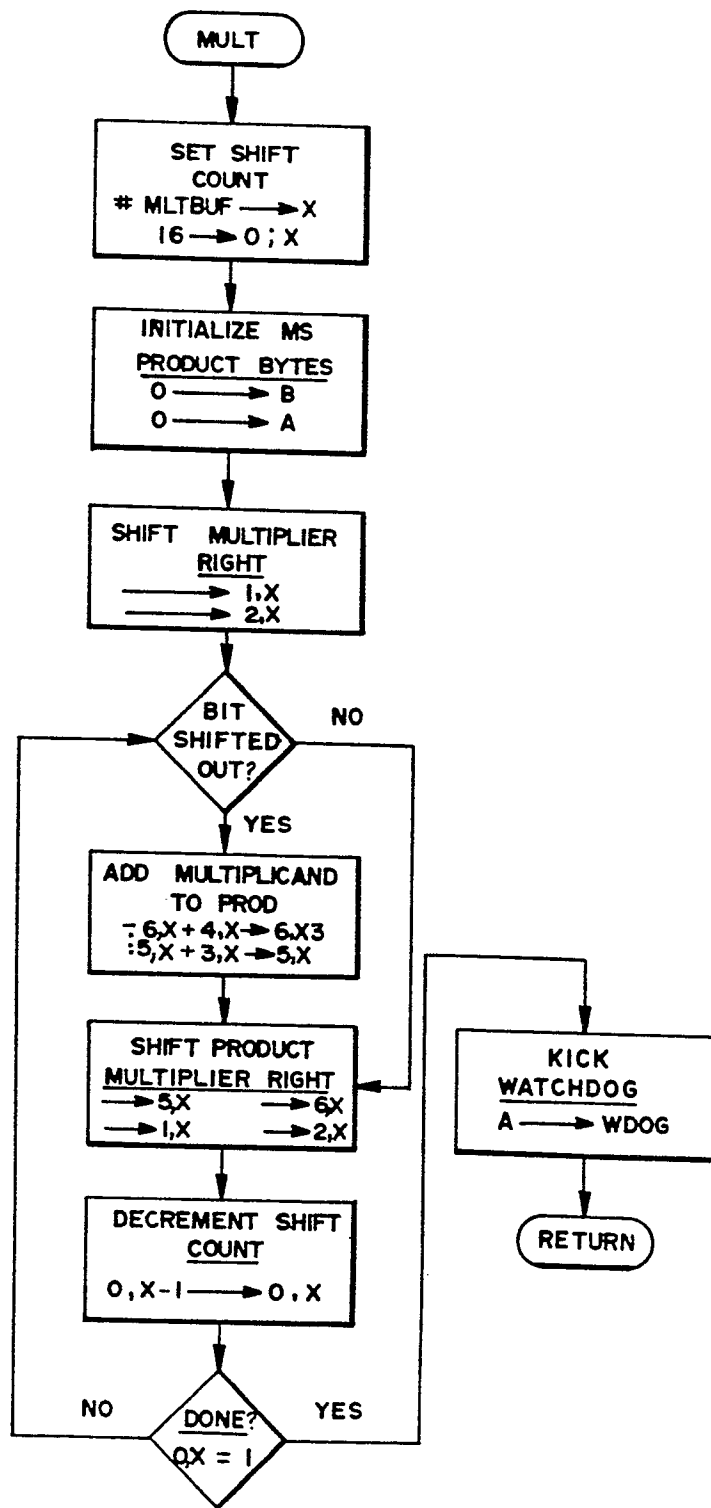 MULT
SET SHIFT
COUNT
# MLTBUF → X
16 → 0 ; X
INITIALIZE MS
PRODUCT BYTES
0 → B
0 → A
SHIFT MULTIPLIER
RIGHT
→ 1,X
→ 2,X
BIT
SHIFTED
OUT?
NO
YES
ADD MULTIPLICAND
TO PROD
-:6,X + 4,X → 6,X3
:5,X + 3,X → 5,X
SHIFT PRODUCT
MULTIPLIER RIGHT
→ 5,X → 6,X
→ 1,X → 2,X
DECREMENT SHIFT
COUNT
0,X-1 → 0,X
DONE?
0,X = 1
NO
YES
KICK
WATCHDOG
A → WDOG
RETURN